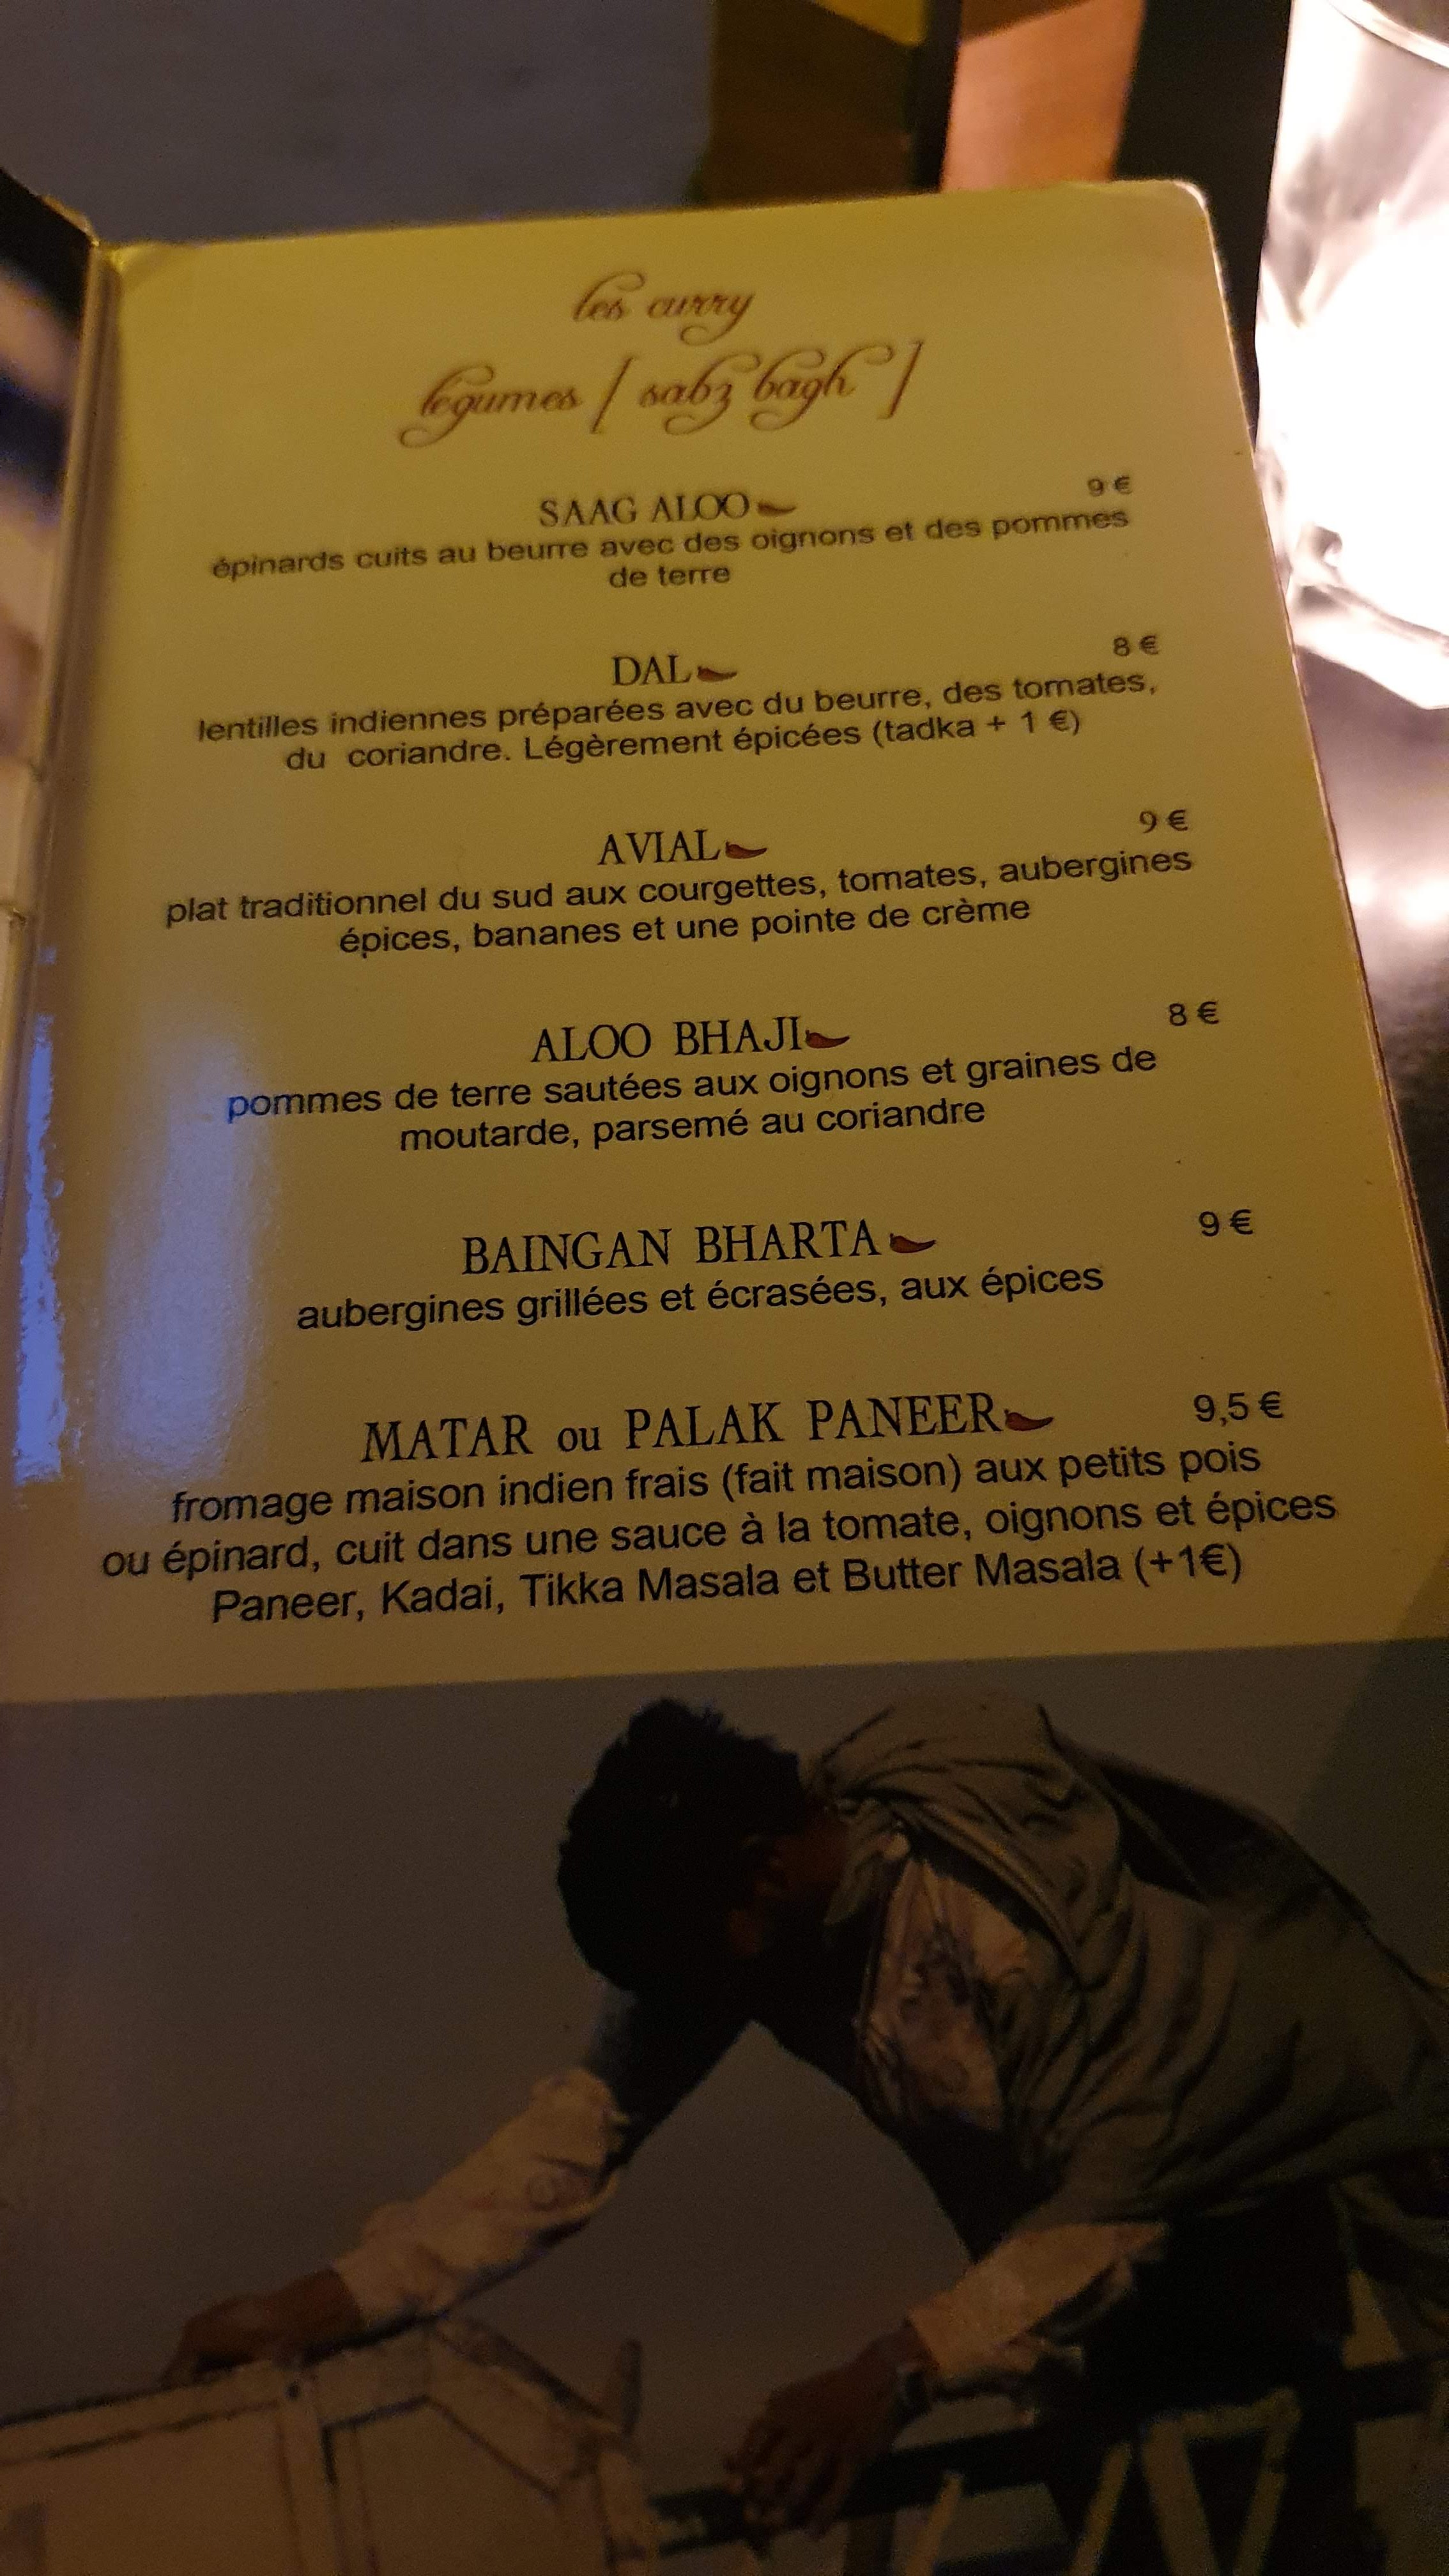 les curry
légumes [ sabz bagh ]
SAAG ALOO 9 €
épinards cuits au beurre avec des oignons et des pommes
de terre
DAL 8 €
lentilles indiennes préparées avec du beurre, des tomates,
du coriandre. Légèrement épicées (tadka + 1 €)
AVIAL 9 €
plat traditionnel du sud aux courgettes, tomates, aubergines
épices, bananes et une pointe de crème
ALOO BHAJI 8 €
pommes de terre sautées aux oignons et graines de
moutarde, parsemé au coriandre
BAINGAN BHARTA 9 €
aubergines grillées et écrasées, aux épices
MATAR ou PALAK PANEER 9,5 €
fromage maison indien frais (fait maison) aux petits pois
ou épinard, cuit dans une sauce à la tomate, oignons et épices
Paneer, Kadai, Tikka Masala et Butter Masala (+1€)